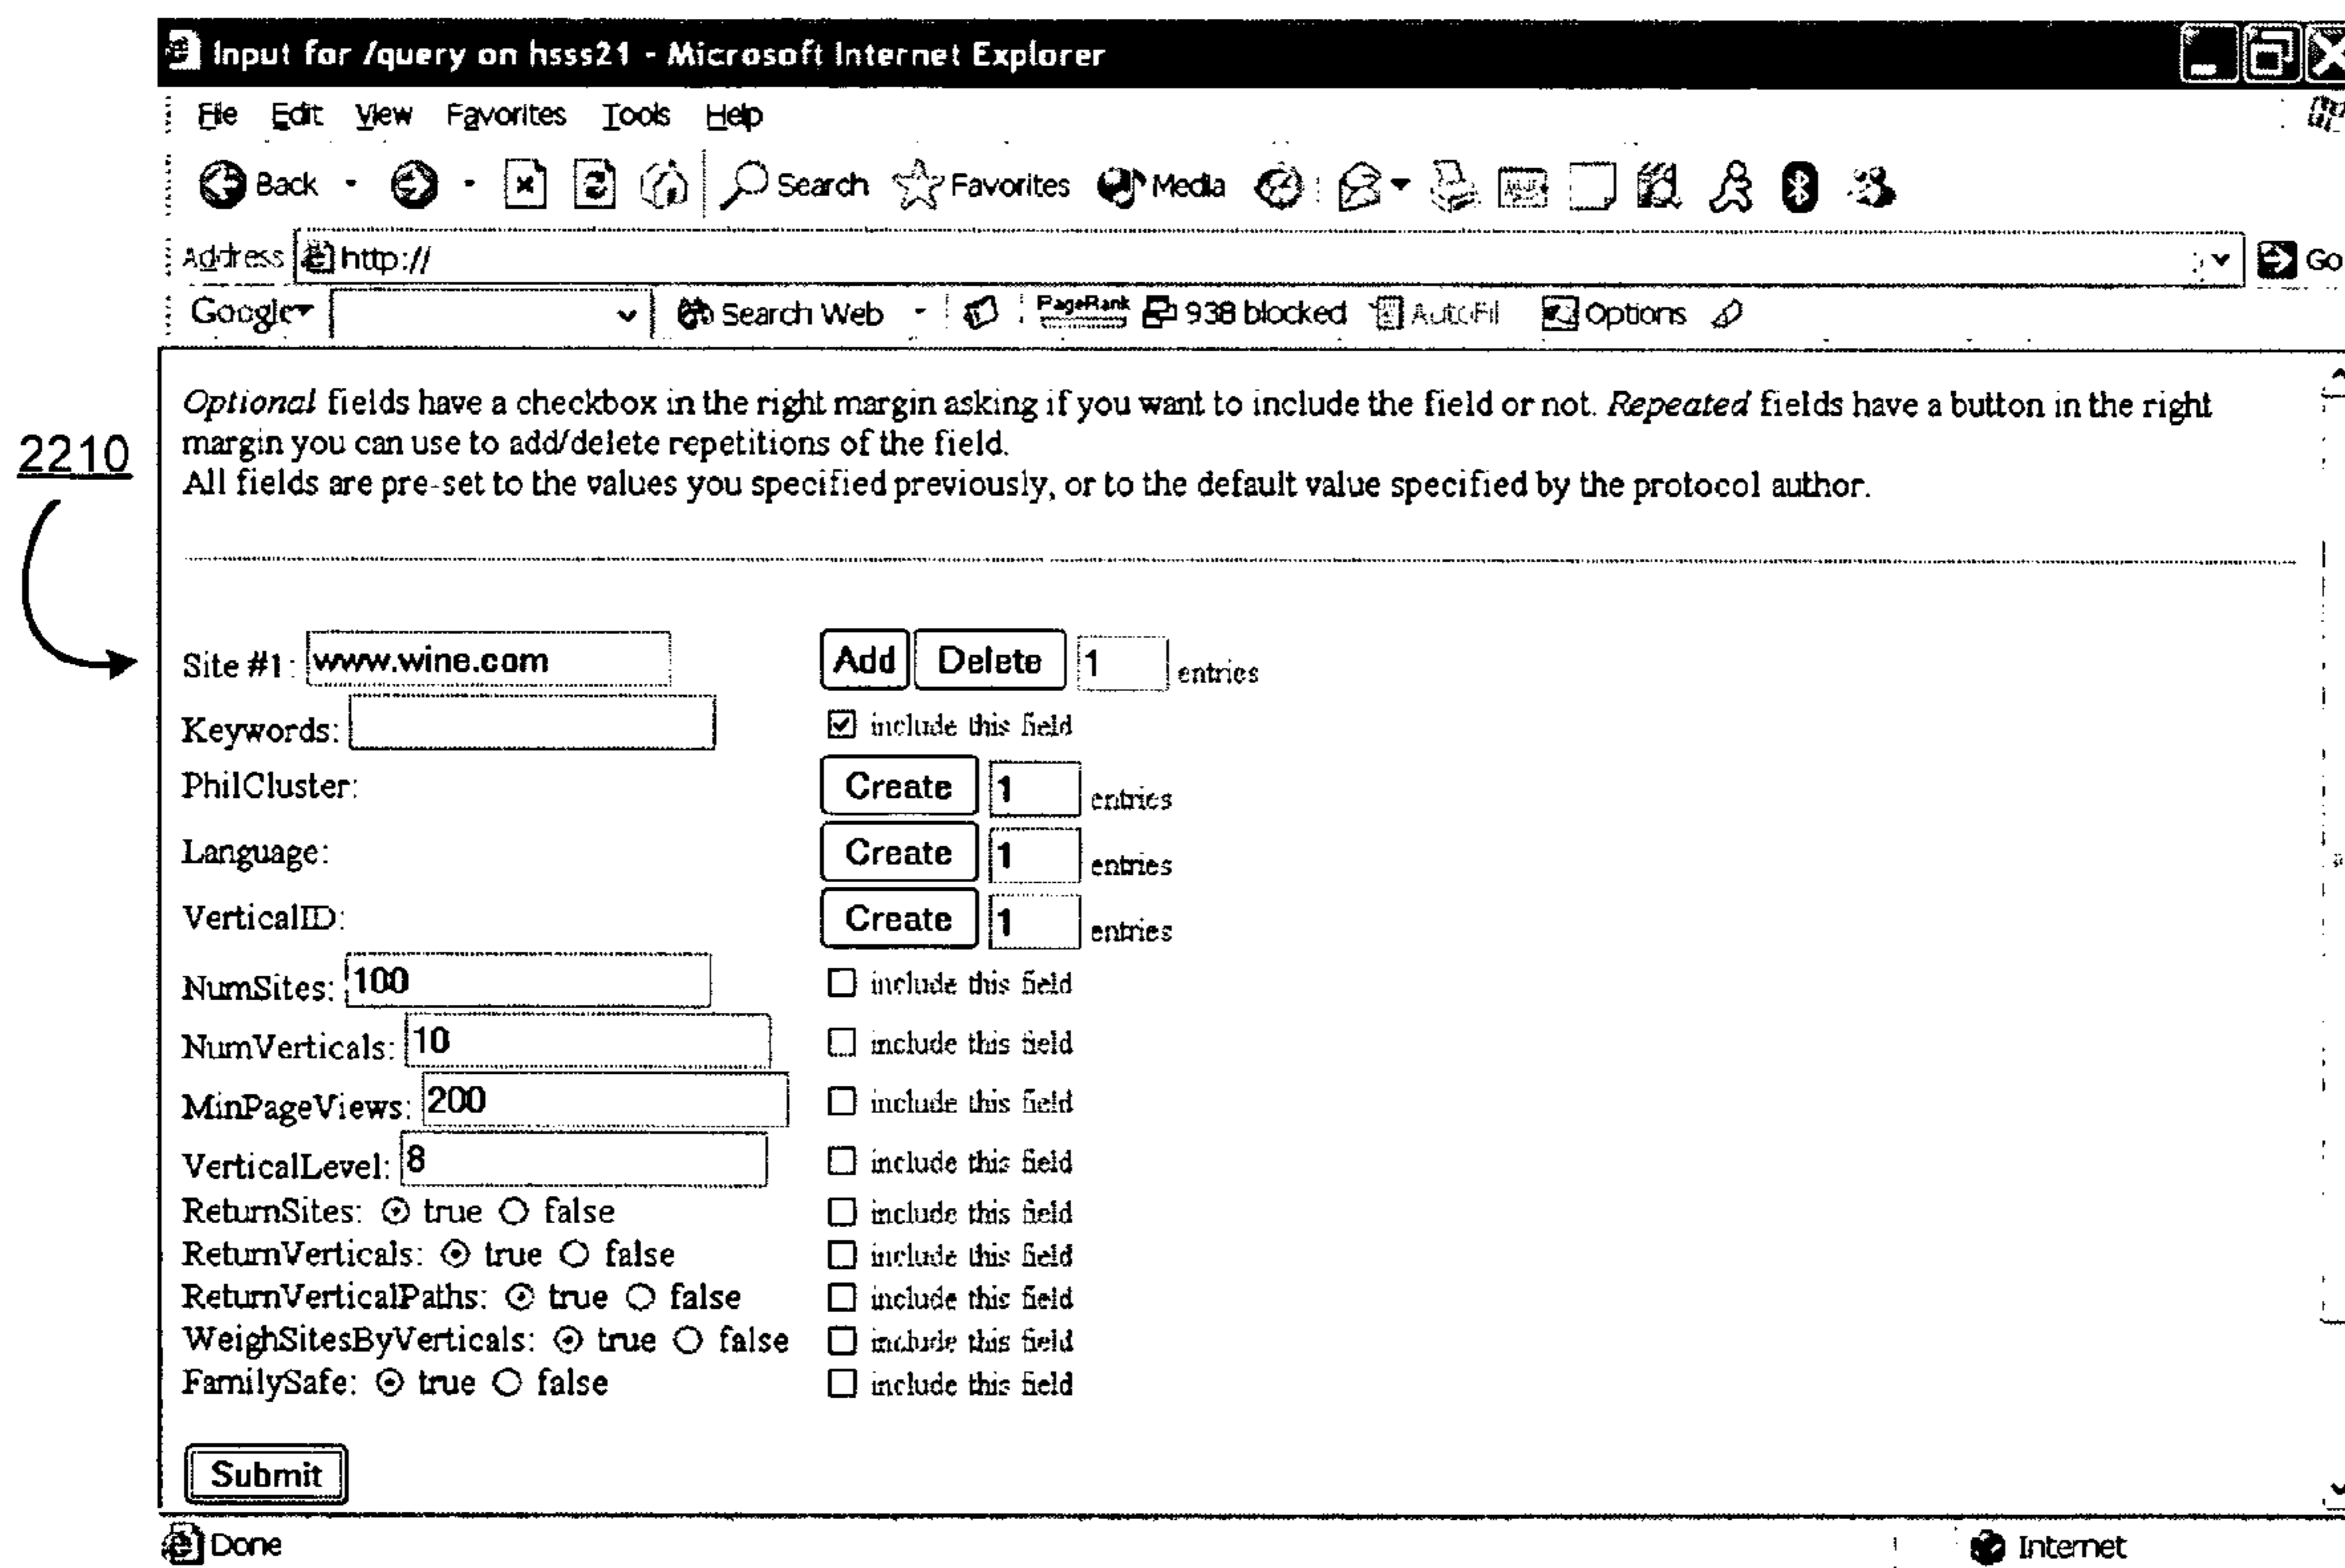 Input for /query on hsss21 - Microsoft Internet Explorer
File Edit View Favorites Tools Help
Back Search Favorites Media
Address http:// Go
Google Search Web PageRank 938 blocked AutoFill Options
Optional fields have a checkbox in the right margin asking if you want to include the field or not. Repeated fields have a button in the right
margin you can use to add/delete repetitions of the field.
All fields are pre-set to the values you specified previously, or to the default value specified by the protocol author.
2210
Site #1: www.wine.com Add Delete 1 entries
Keywords: include this field
PhilCluster: Create 1 entries
Language: Create 1 entries
VerticalID: Create 1 entries
NumSites: 100 include this field
NumVerticals: 10 include this field
MinPageViews: 200 include this field
VerticalLevel: 8 include this field
ReturnSites: true false include this field
ReturnVerticals: true false include this field
ReturnVerticalPaths: true false include this field
WeighSitesByVerticals: true false include this field
FamilySafe: true false include this field
Submit
Done Internet